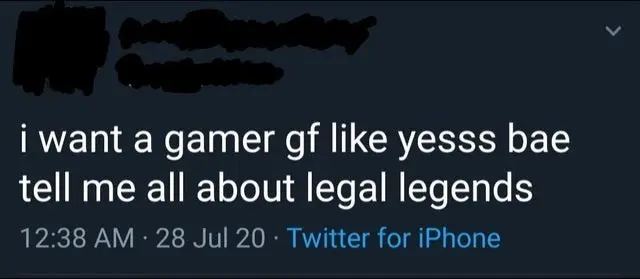 i want a gamer gf like yesss bae
tell me all about legal legends
12:38 AM · 28 Jul 20 · Twitter for iPhone